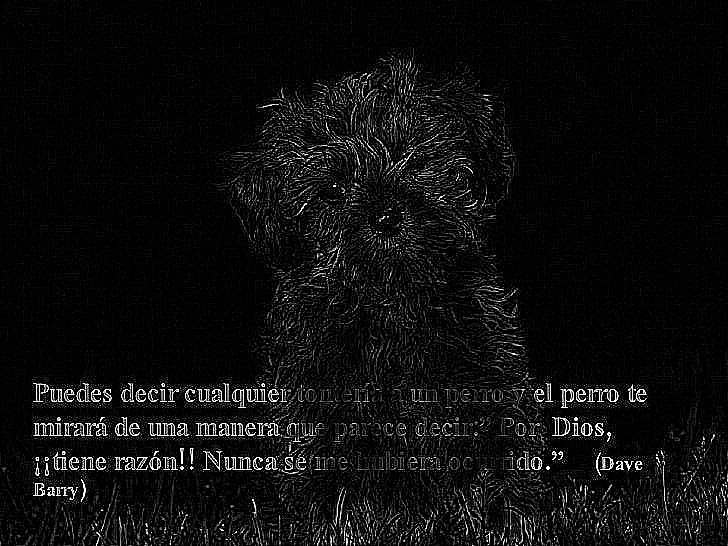 Puedes decir cualquier tontería a un perro y el perro te
mirará de una manera que parece decir:” Por Dios,
¡¡tiene razón!! Nunca se me hubiera ocurrido.” (Dave
Barry)